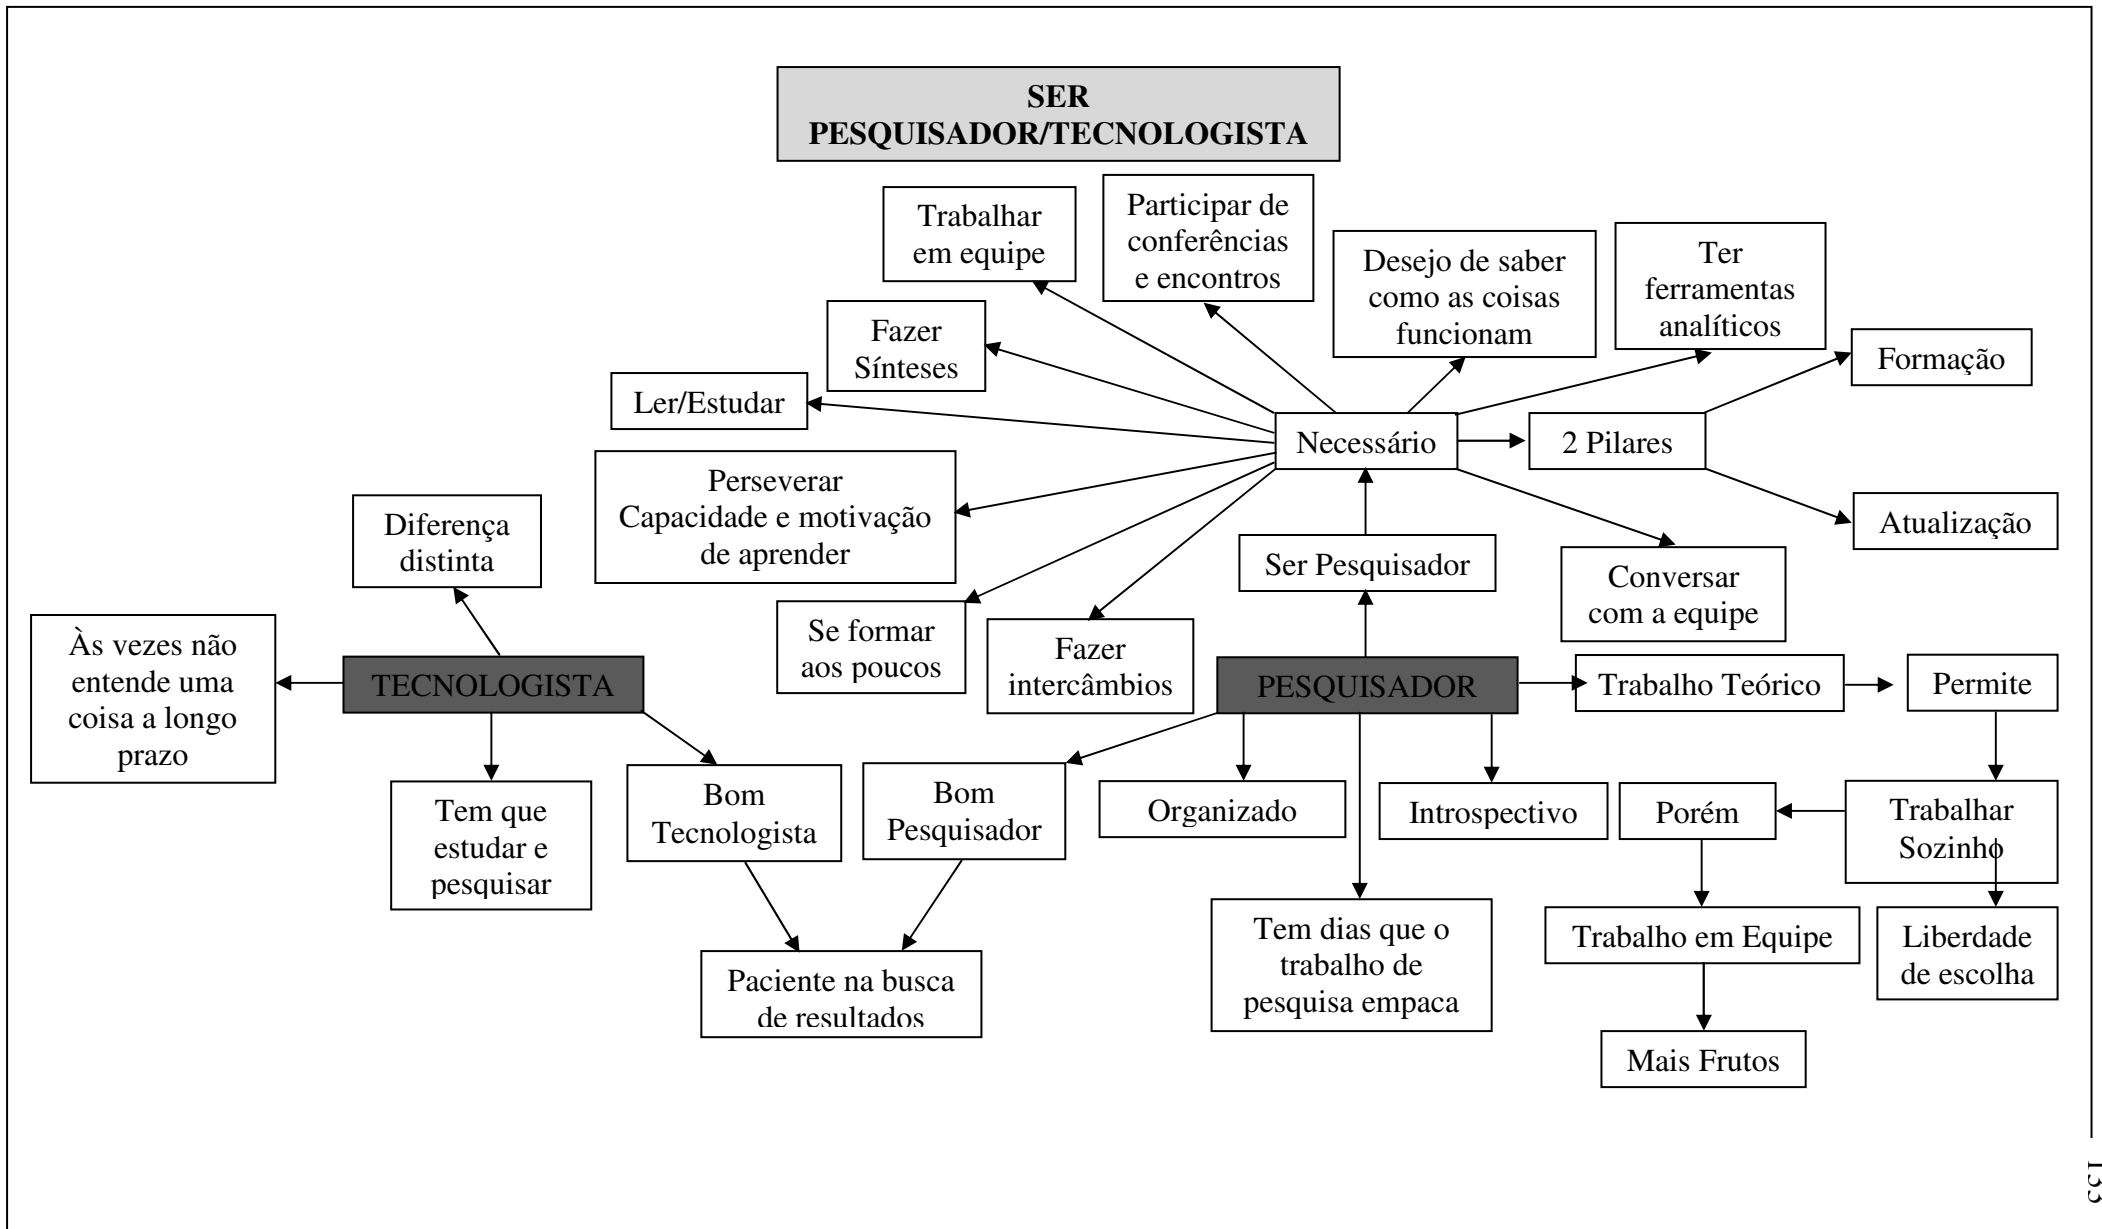 SER
PESQUISADOR/TECNOLOGISTA
Trabalhar
em equipe
Participar de
conferências
e encontros
Desejo de saber
como as coisas
funcionam
Ter
ferramentas
analíticos
Fazer
Sínteses
Formação
Ler/Estudar
Necessário
2 Pilares
Perseverar
Capacidade e motivação
de aprender
Diferença
distinta
Atualização
Ser Pesquisador
Conversar
com a equipe
Se formar
aos poucos
Fazer
intercâmbios
Às vezes não
entende uma
coisa a longo
prazo
TECNOLOGISTA
PESQUISADOR
Trabalho Teórico
Permite
Tem que
estudar e
pesquisar
Bom
Tecnologista
Bom
Pesquisador
Organizado
Introspectivo
Porém
Trabalhar
Sozinho
Paciente na busca
de resultados
Tem dias que o
trabalho de
pesquisa empaca
Trabalho em Equipe
Liberdade
de escolha
Mais Frutos